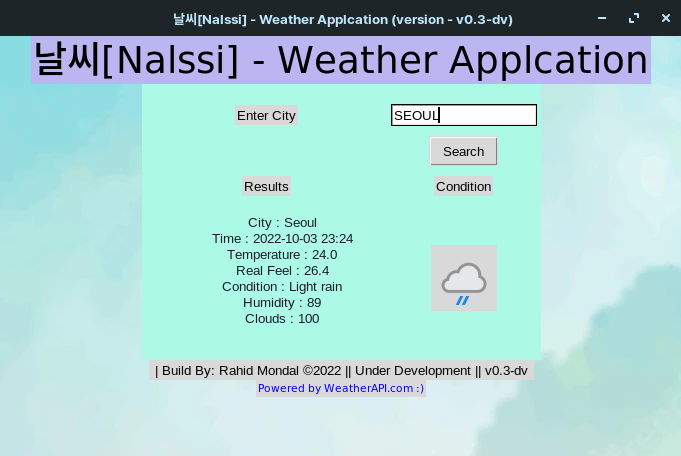 날씨[Nalssi] - Weather Applcation (version - v0.3-dv)
날씨[Nalssi] - Weather Applcation
Enter City SEOUL
Search
Results Condition
City : Seoul
Time : 2022-10-03 23:24
Temperature : 24.0
Real Feel : 26.4
Condition : Light rain
Humidity : 89
Clouds : 100
| Build By: Rahid Mondal ©2022 || Under Development || v0.3-dv
Powered by WeatherAPI.com :)